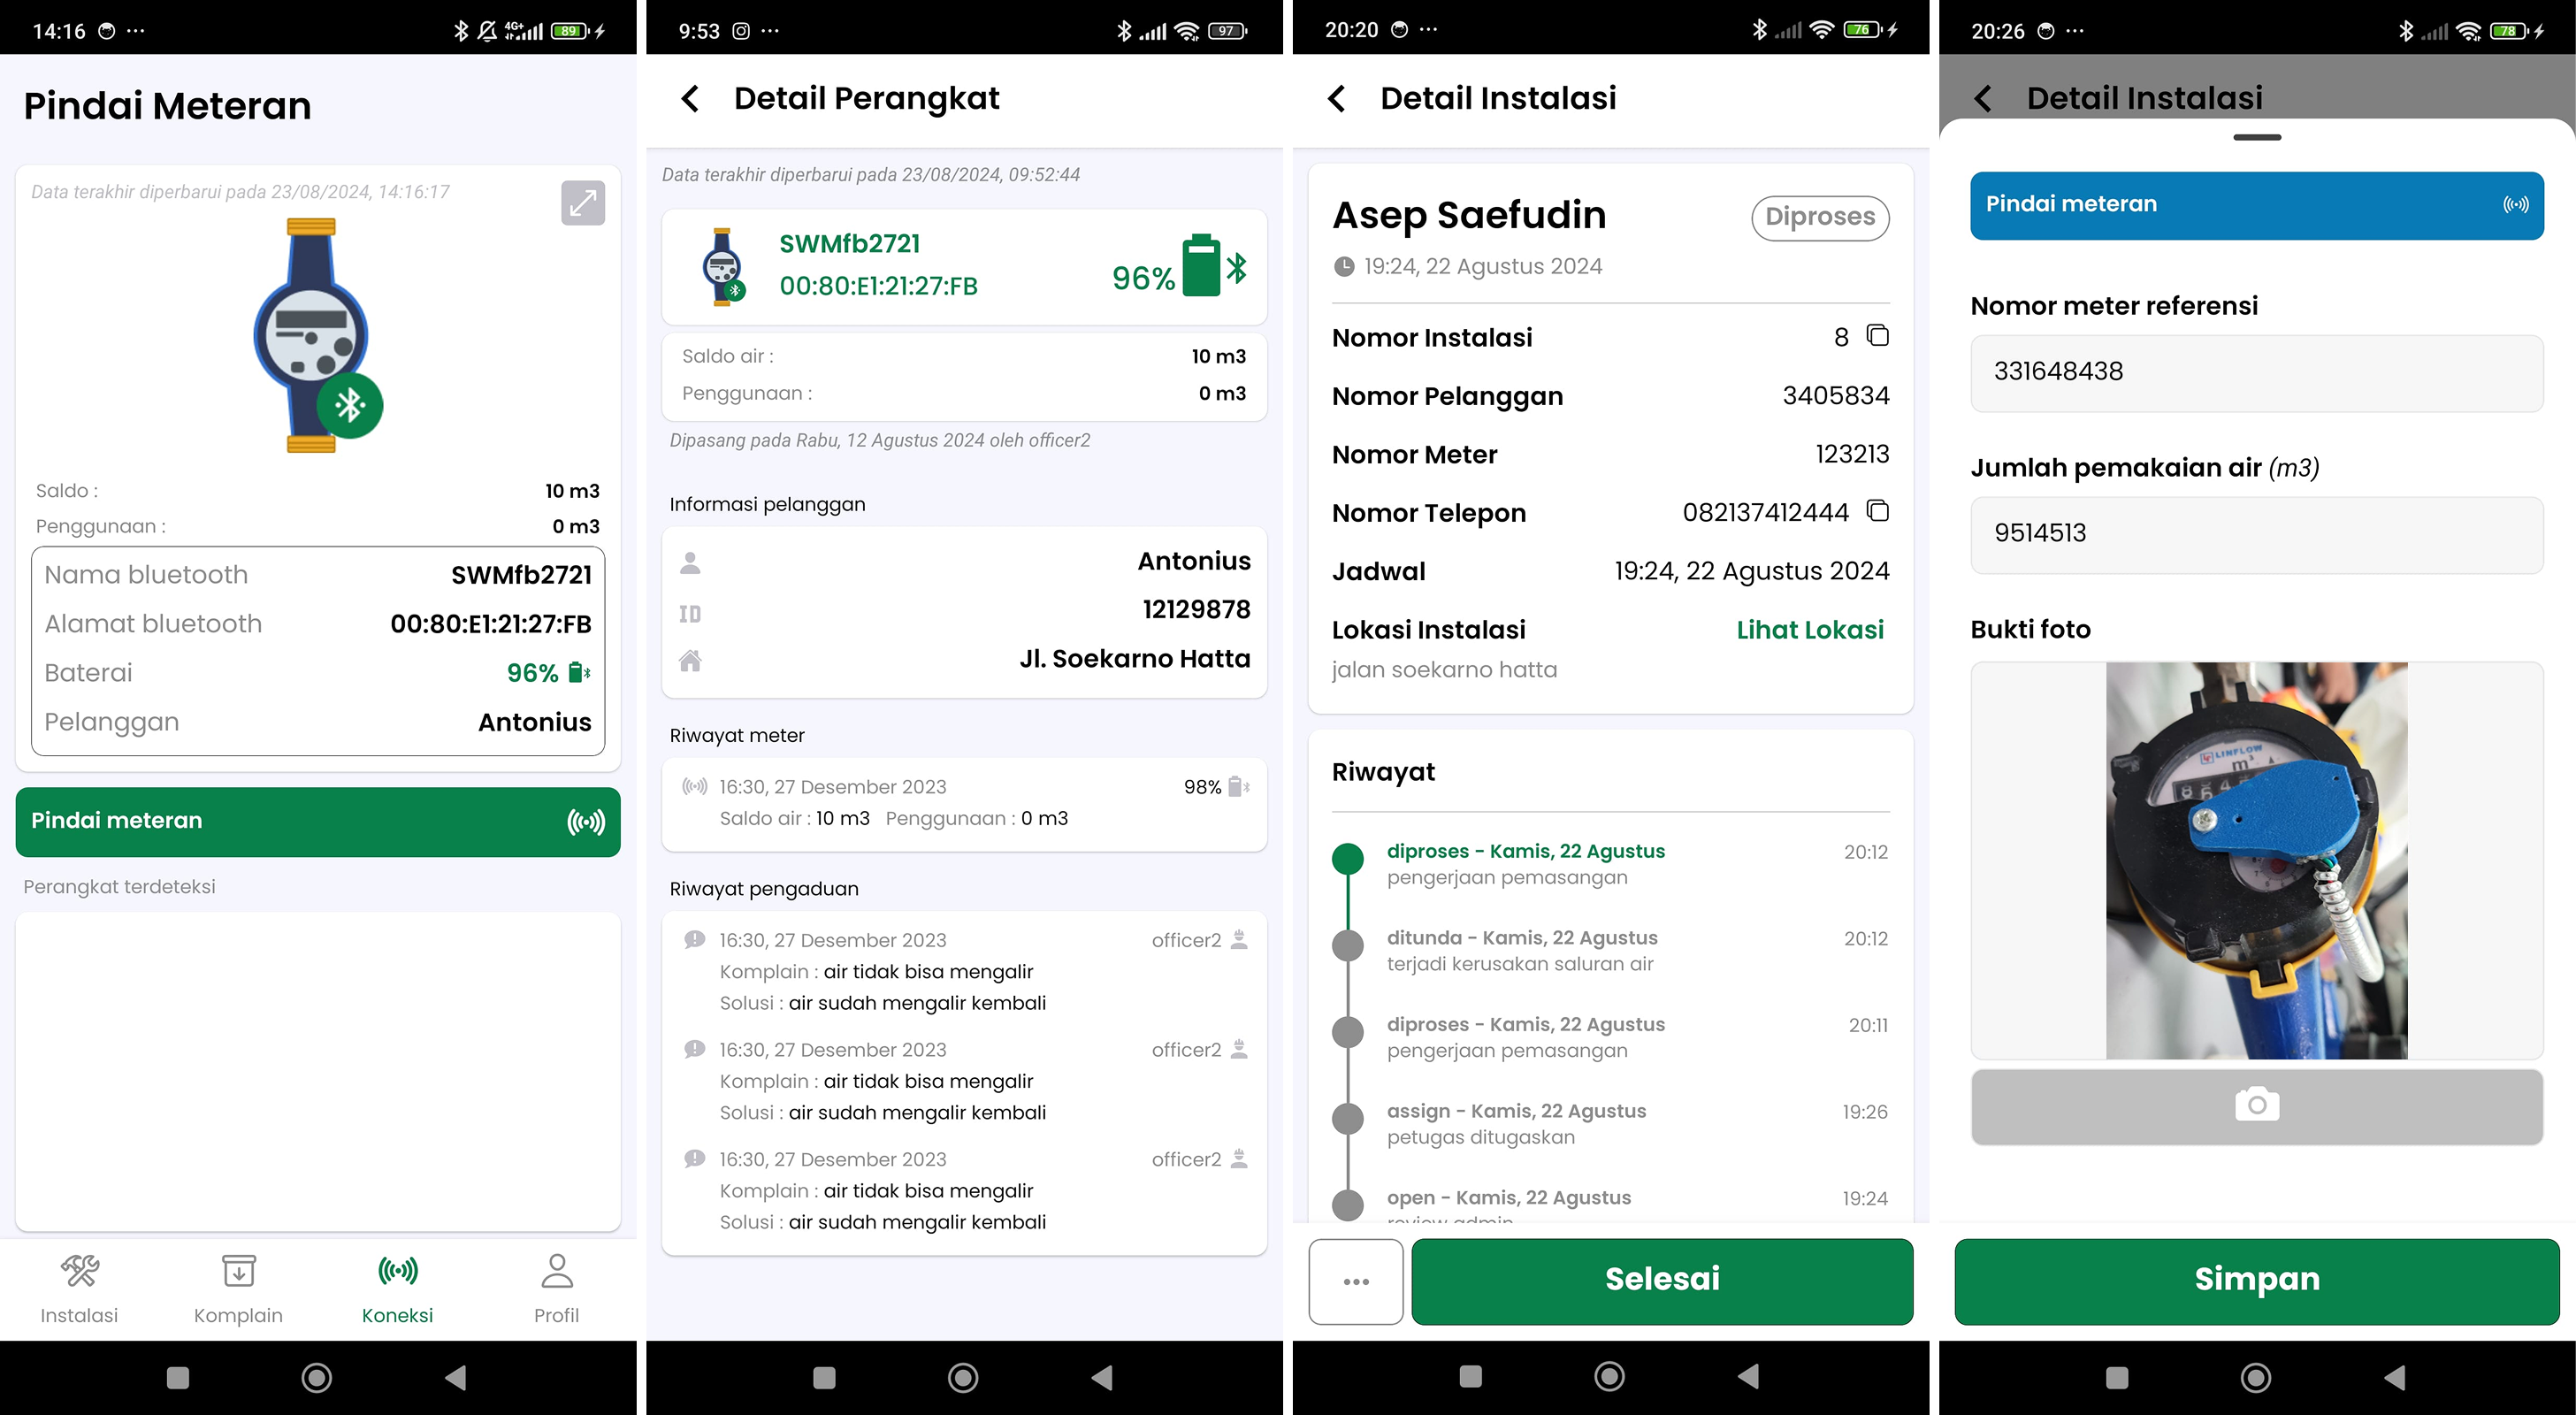 14:16
4G+
89
Pindai Meteran
Data terakhir diperbarui pada 23/08/2024, 14:16:17
Saldo : 10 m3
Penggunaan : 0 m3
Nama bluetooth SWMfb2721
Alamat bluetooth 00:80:E1:21:27:FB
Baterai 96%
Pelanggan Antonius
Pindai meteran
Perangkat terdeteksi
Instalasi Komplain Koneksi Profil
9:53
97
Detail Perangkat
Data terakhir diperbarui pada 23/08/2024, 09:52:44
SWMfb2721
00:80:E1:21:27:FB
96%
Saldo air : 10 m3
Penggunaan : 0 m3
Dipasang pada Rabu, 12 Agustus 2024 oleh officer2
Informasi pelanggan
Antonius
ID 12129878
Jl. Soekarno Hatta
Riwayat meter
16:30, 27 Desember 2023 98%
Saldo air : 10 m3 Penggunaan : 0 m3
Riwayat pengaduan
16:30, 27 Desember 2023 officer2
Komplain : air tidak bisa mengalir
Solusi : air sudah mengalir kembali
16:30, 27 Desember 2023 officer2
Komplain : air tidak bisa mengalir
Solusi : air sudah mengalir kembali
16:30, 27 Desember 2023 officer2
Komplain : air tidak bisa mengalir
Solusi : air sudah mengalir kembali
20:20
76
Detail Instalasi
Asep Saefudin Diproses
19:24, 22 Agustus 2024
Nomor Instalasi 8
Nomor Pelanggan 3405834
Nomor Meter 123213
Nomor Telepon 082137412444
Jadwal 19:24, 22 Agustus 2024
Lokasi Instalasi Lihat Lokasi
jalan soekarno hatta
Riwayat
diproses - Kamis, 22 Agustus 20:12
pengerjaan pemasangan
ditunda - Kamis, 22 Agustus 20:12
terjadi kerusakan saluran air
diproses - Kamis, 22 Agustus 20:11
pengerjaan pemasangan
assign - Kamis, 22 Agustus 19:26
petugas ditugaskan
open - Kamis, 22 Agustus 19:24
review admin
Selesai
20:26
78
Detail Instalasi
Pindai meteran
Nomor meter referensi
331648438
Jumlah pemakaian air (m3)
9514513
Bukti foto
LINFLOW
m³
Simpan